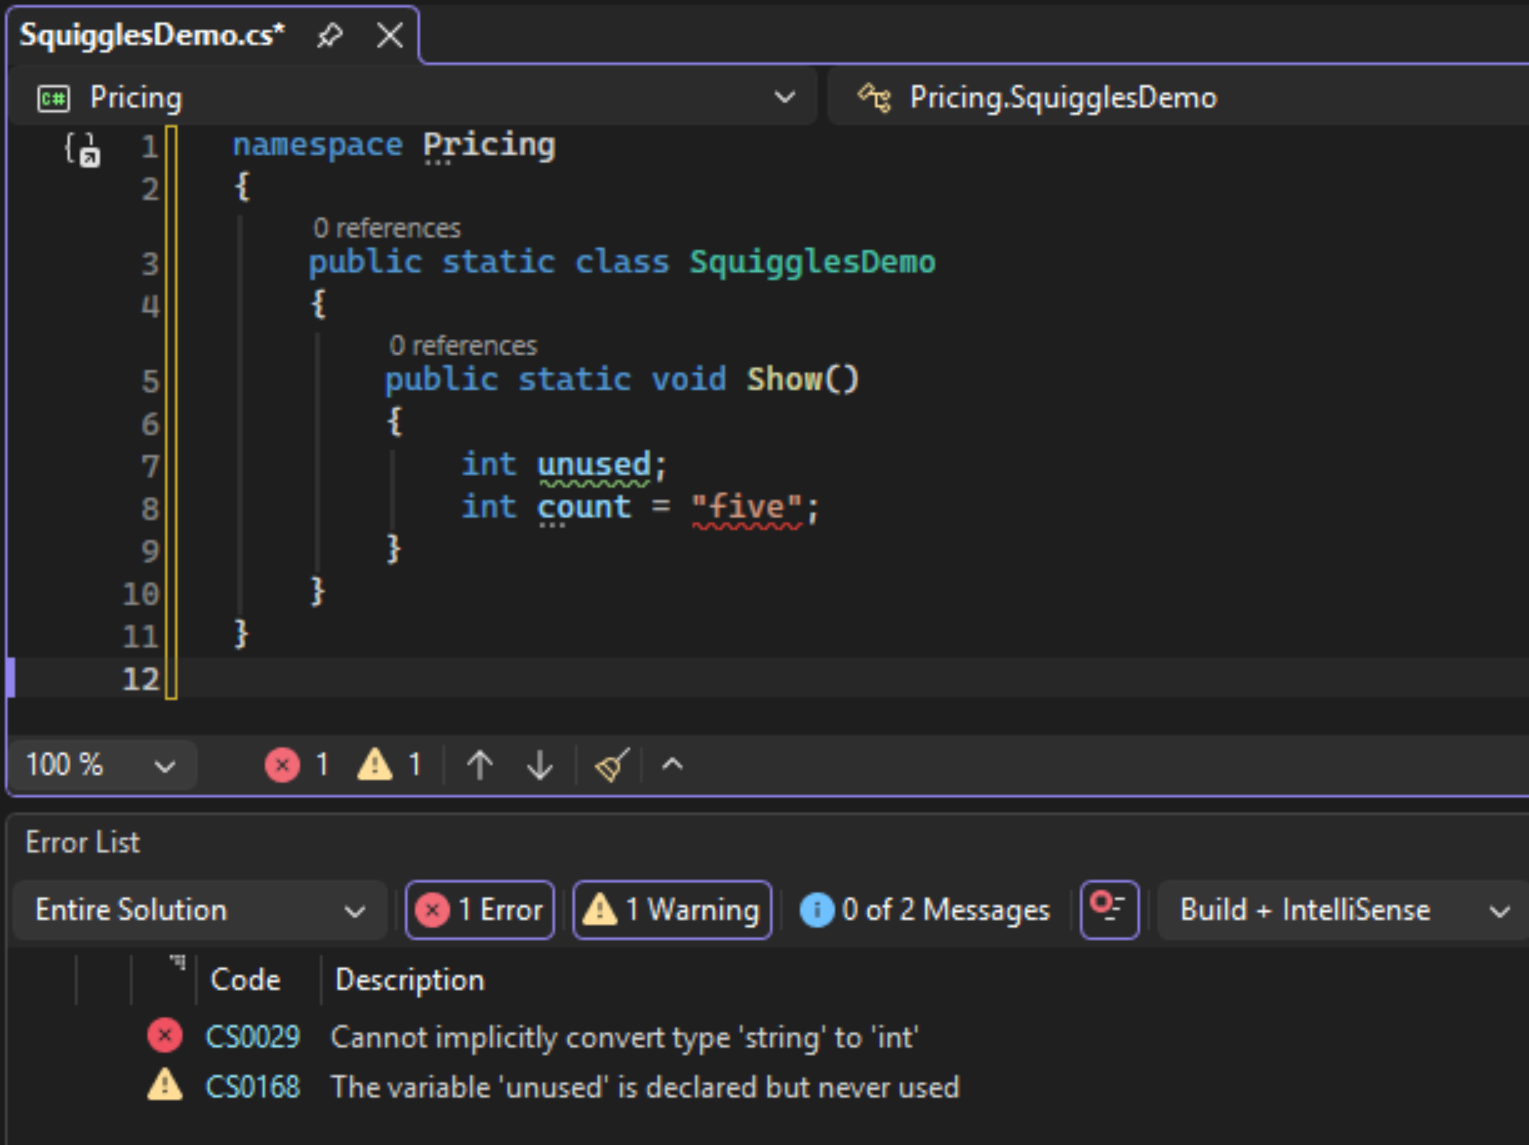 SquigglesDemo.cs*
C# Pricing Pricing.SquigglesDemo
1 namespace Pricing
2 {
0 references
3 public static class SquigglesDemo
4 {
0 references
5 public static void Show()
6 {
7 int unused;
8 int count = "five";
9 }
10 }
11 }
12
100 % 1 1
Error List
Entire Solution 1 Error 1 Warning 0 of 2 Messages Build + IntelliSense
Code Description
CS0029 Cannot implicitly convert type 'string' to 'int'
CS0168 The variable 'unused' is declared but never used